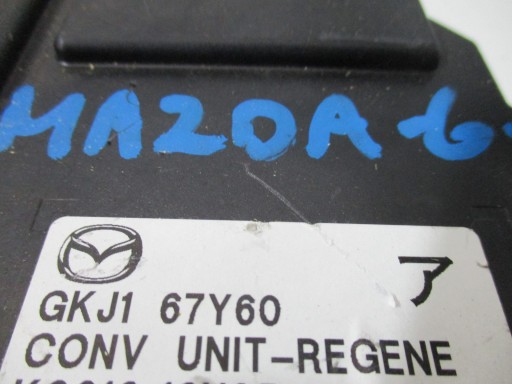 MAZDA-6-
ア
GKJ1 67Y60
CONV UNIT-REGENE